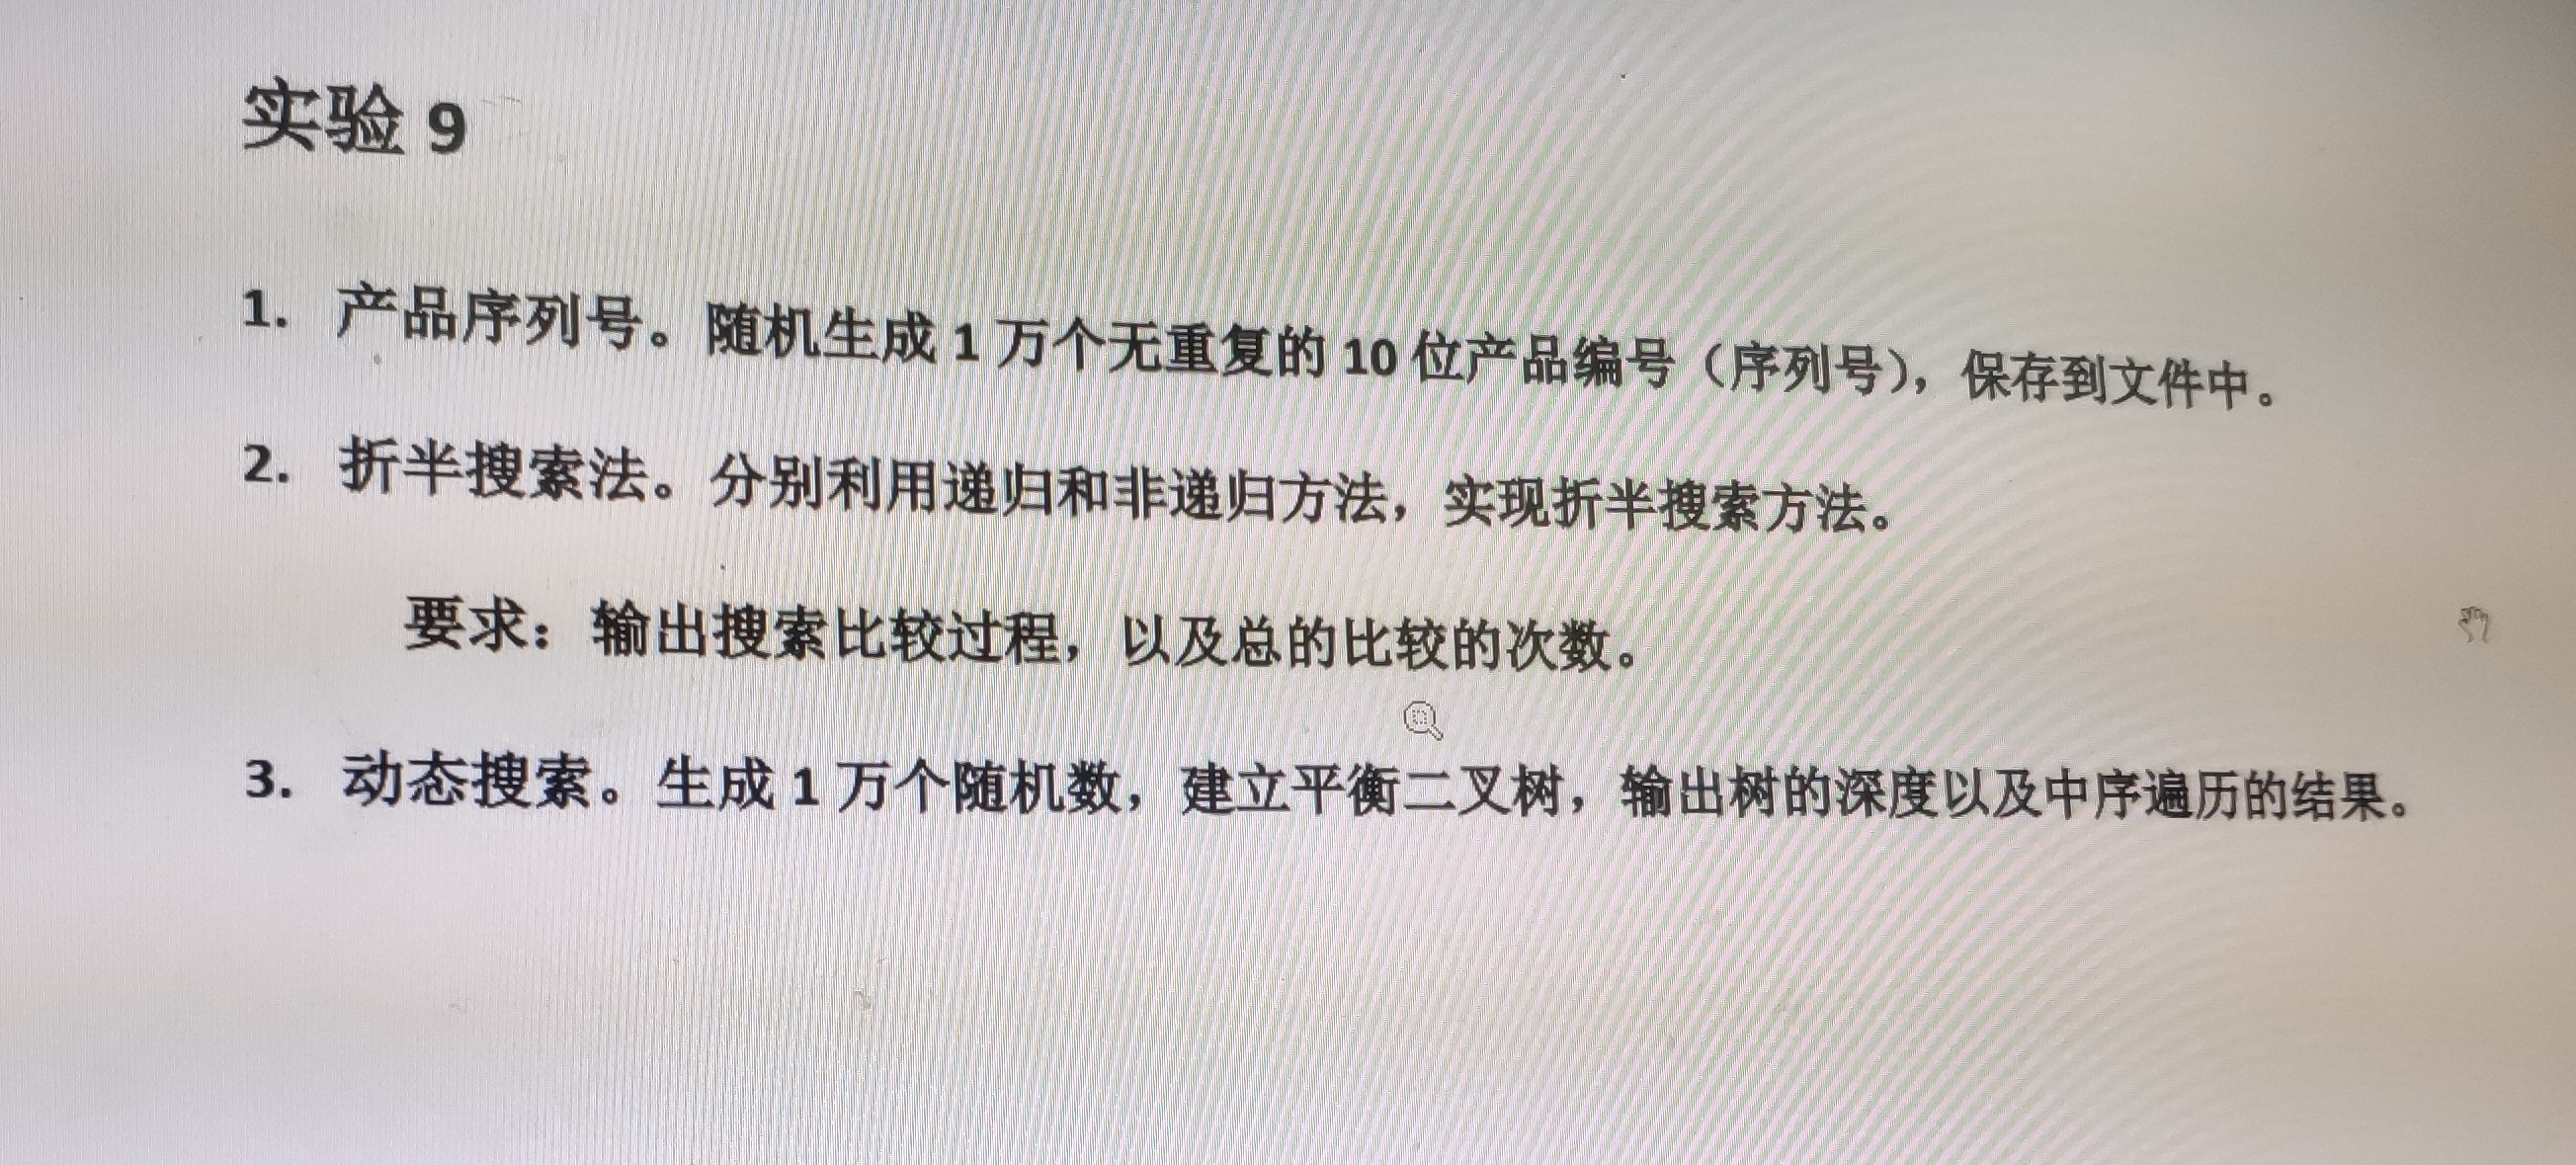 实验 9
1. 产品序列号。随机生成 1 万个无重复的 10 位产品编号（序列号），保存到文件中。
2. 折半搜索法。分别利用递归和非递归方法，实现折半搜索方法。
要求：输出搜索比较过程，以及总的比较的次数。
3. 动态搜索。生成 1 万个随机数，建立平衡二叉树，输出树的深度以及中序遍历的结果。